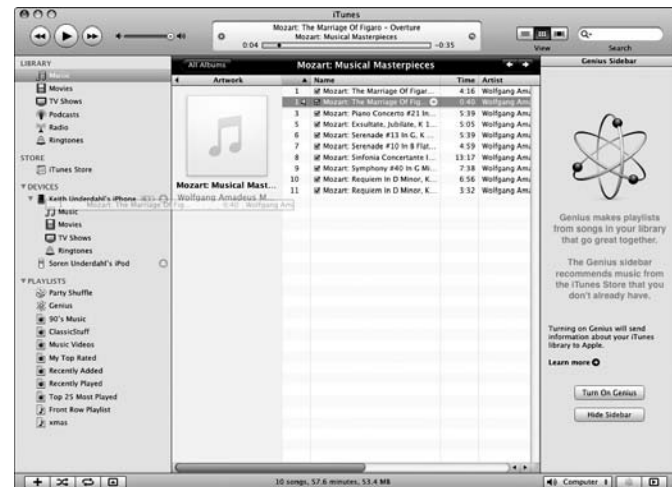 iTunes
Mozart: The Marriage Of Figaro - Overture
Mozart: Musical Masterpieces
0:04
-0:35
View
Search
LIBRARY
Music
Movies
TV Shows
Podcasts
Radio
Ringtones
STORE
iTunes Store
DEVICES
Keith Underdahl's iPhone
Music
Movies
TV Shows
Ringtones
Soren Underdahl's iPod
PLAYLISTS
Party Shuffle
Genius
90's Music
ClassicStuff
Music Videos
My Top Rated
Recently Added
Recently Played
Top 25 Most Played
Front Row Playlist
xmas
All Albums
Mozart: Musical Masterpieces
Artwork
Name Time Artist
Mozart: Musical Mast...
Wolfgang Amadeus M...
1 Mozart: The Marriage Of Figar... 4:16 Wolfgang Ama
1 Mozart: The Marriage Of Fig... 0:40 Wolfgang Ama
3 Mozart: Piano Concerto #21 In... 5:39 Wolfgang Ama
5 Mozart: Exsultate, Jubilate, K 1... 5:05 Wolfgang Ama
6 Mozart: Serenade #13 In G, K ... 5:39 Wolfgang Ama
7 Mozart: Serenade #10 In B Flat... 4:59 Wolfgang Ama
8 Mozart: Sinfonia Concertante I... 13:17 Wolfgang Ama
9 Mozart: Symphony #40 In G Mi... 7:38 Wolfgang Ama
10 Mozart: Requiem In D Minor, K... 6:56 Wolfgang Ama
11 Mozart: Requiem In D Minor, K... 3:32 Wolfgang Ama
Mozart: The Marriage Of Fig... 0:40 Wolfgang Ama
Genius Sidebar
Genius makes playlists
from songs in your library
that go great together.
The Genius sidebar
recommends music from
the iTunes Store that you
don't already have.
Turning on Genius will send
information about your iTunes
library to Apple.
Learn more
Turn On Genius
Hide Sidebar
10 songs, 57.6 minutes, 53.4 MB
Computer